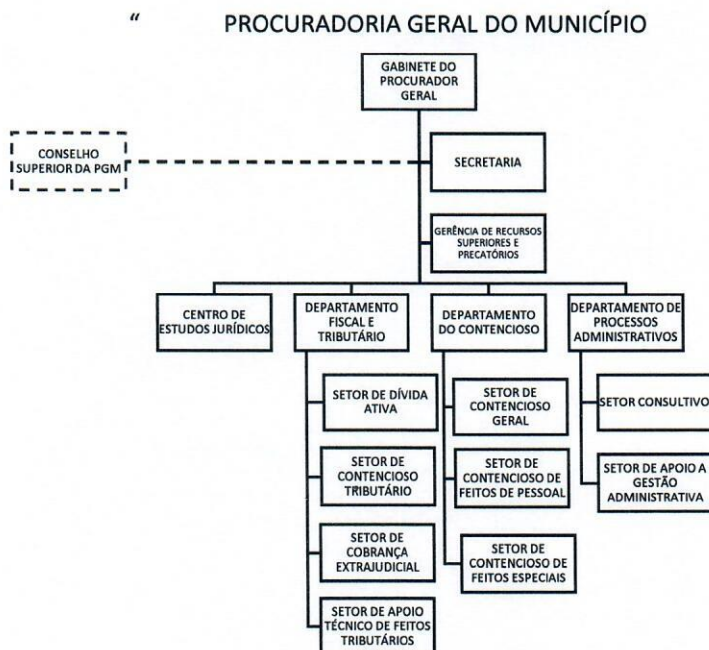 “ PROCURADORIA GERAL DO MUNICÍPIO
GABINETE DO
PROCURADOR
GERAL
CONSELHO
SUPERIOR DA PGM
SECRETARIA
GERÊNCIA DE RECURSOS
SUPERIORES E
PRECATÓRIOS
CENTRO DE
ESTUDOS JURÍDICOS
DEPARTAMENTO
FISCAL E
TRIBUTÁRIO
DEPARTAMENTO
DO CONTENCIOSO
DEPARTAMENTO DE
PROCESSOS
ADMINISTRATIVOS
SETOR DE DÍVIDA
ATIVA
SETOR DE
CONTENCIOSO
TRIBUTÁRIO
SETOR DE
COBRANÇA
EXTRAJUDICIAL
SETOR DE APOIO
TÉCNICO DE FEITOS
TRIBUTÁRIOS
SETOR DE
CONTENCIOSO
GERAL
SETOR DE
CONTENCIOSO DE
FEITOS DE PESSOAL
SETOR DE
CONTENCIOSO DE
FEITOS ESPECIAIS
SETOR CONSULTIVO
SETOR DE APOIO A
GESTÃO
ADMINISTRATIVA